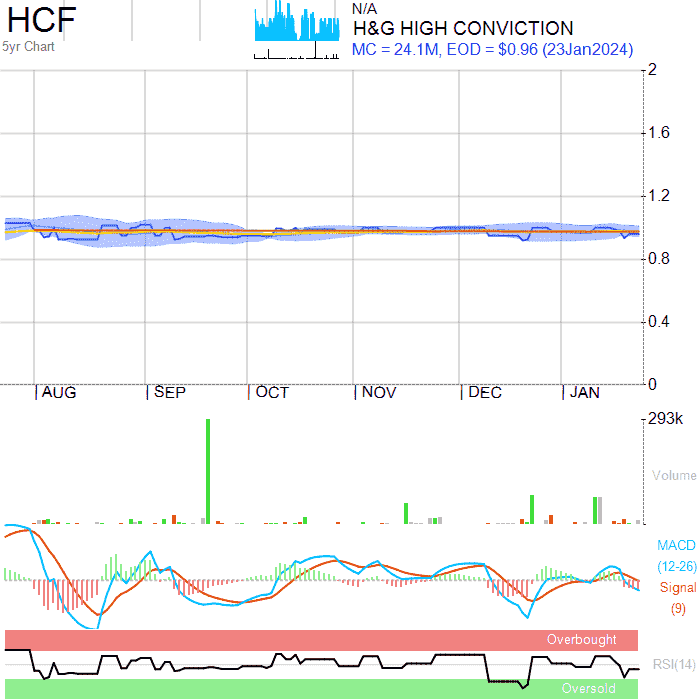 HCF
5yr Chart
N/A
H&G HIGH CONVICTION
MC = 24.1M, EOD = $0.96 (23Jan2024)
2
1.6
1.2
0.8
0.4
0
AUG SEP OCT NOV DEC JAN
293k
Volume
MACD
(12-26)
Signal
(9)
Overbought
RSI(14)
Oversold